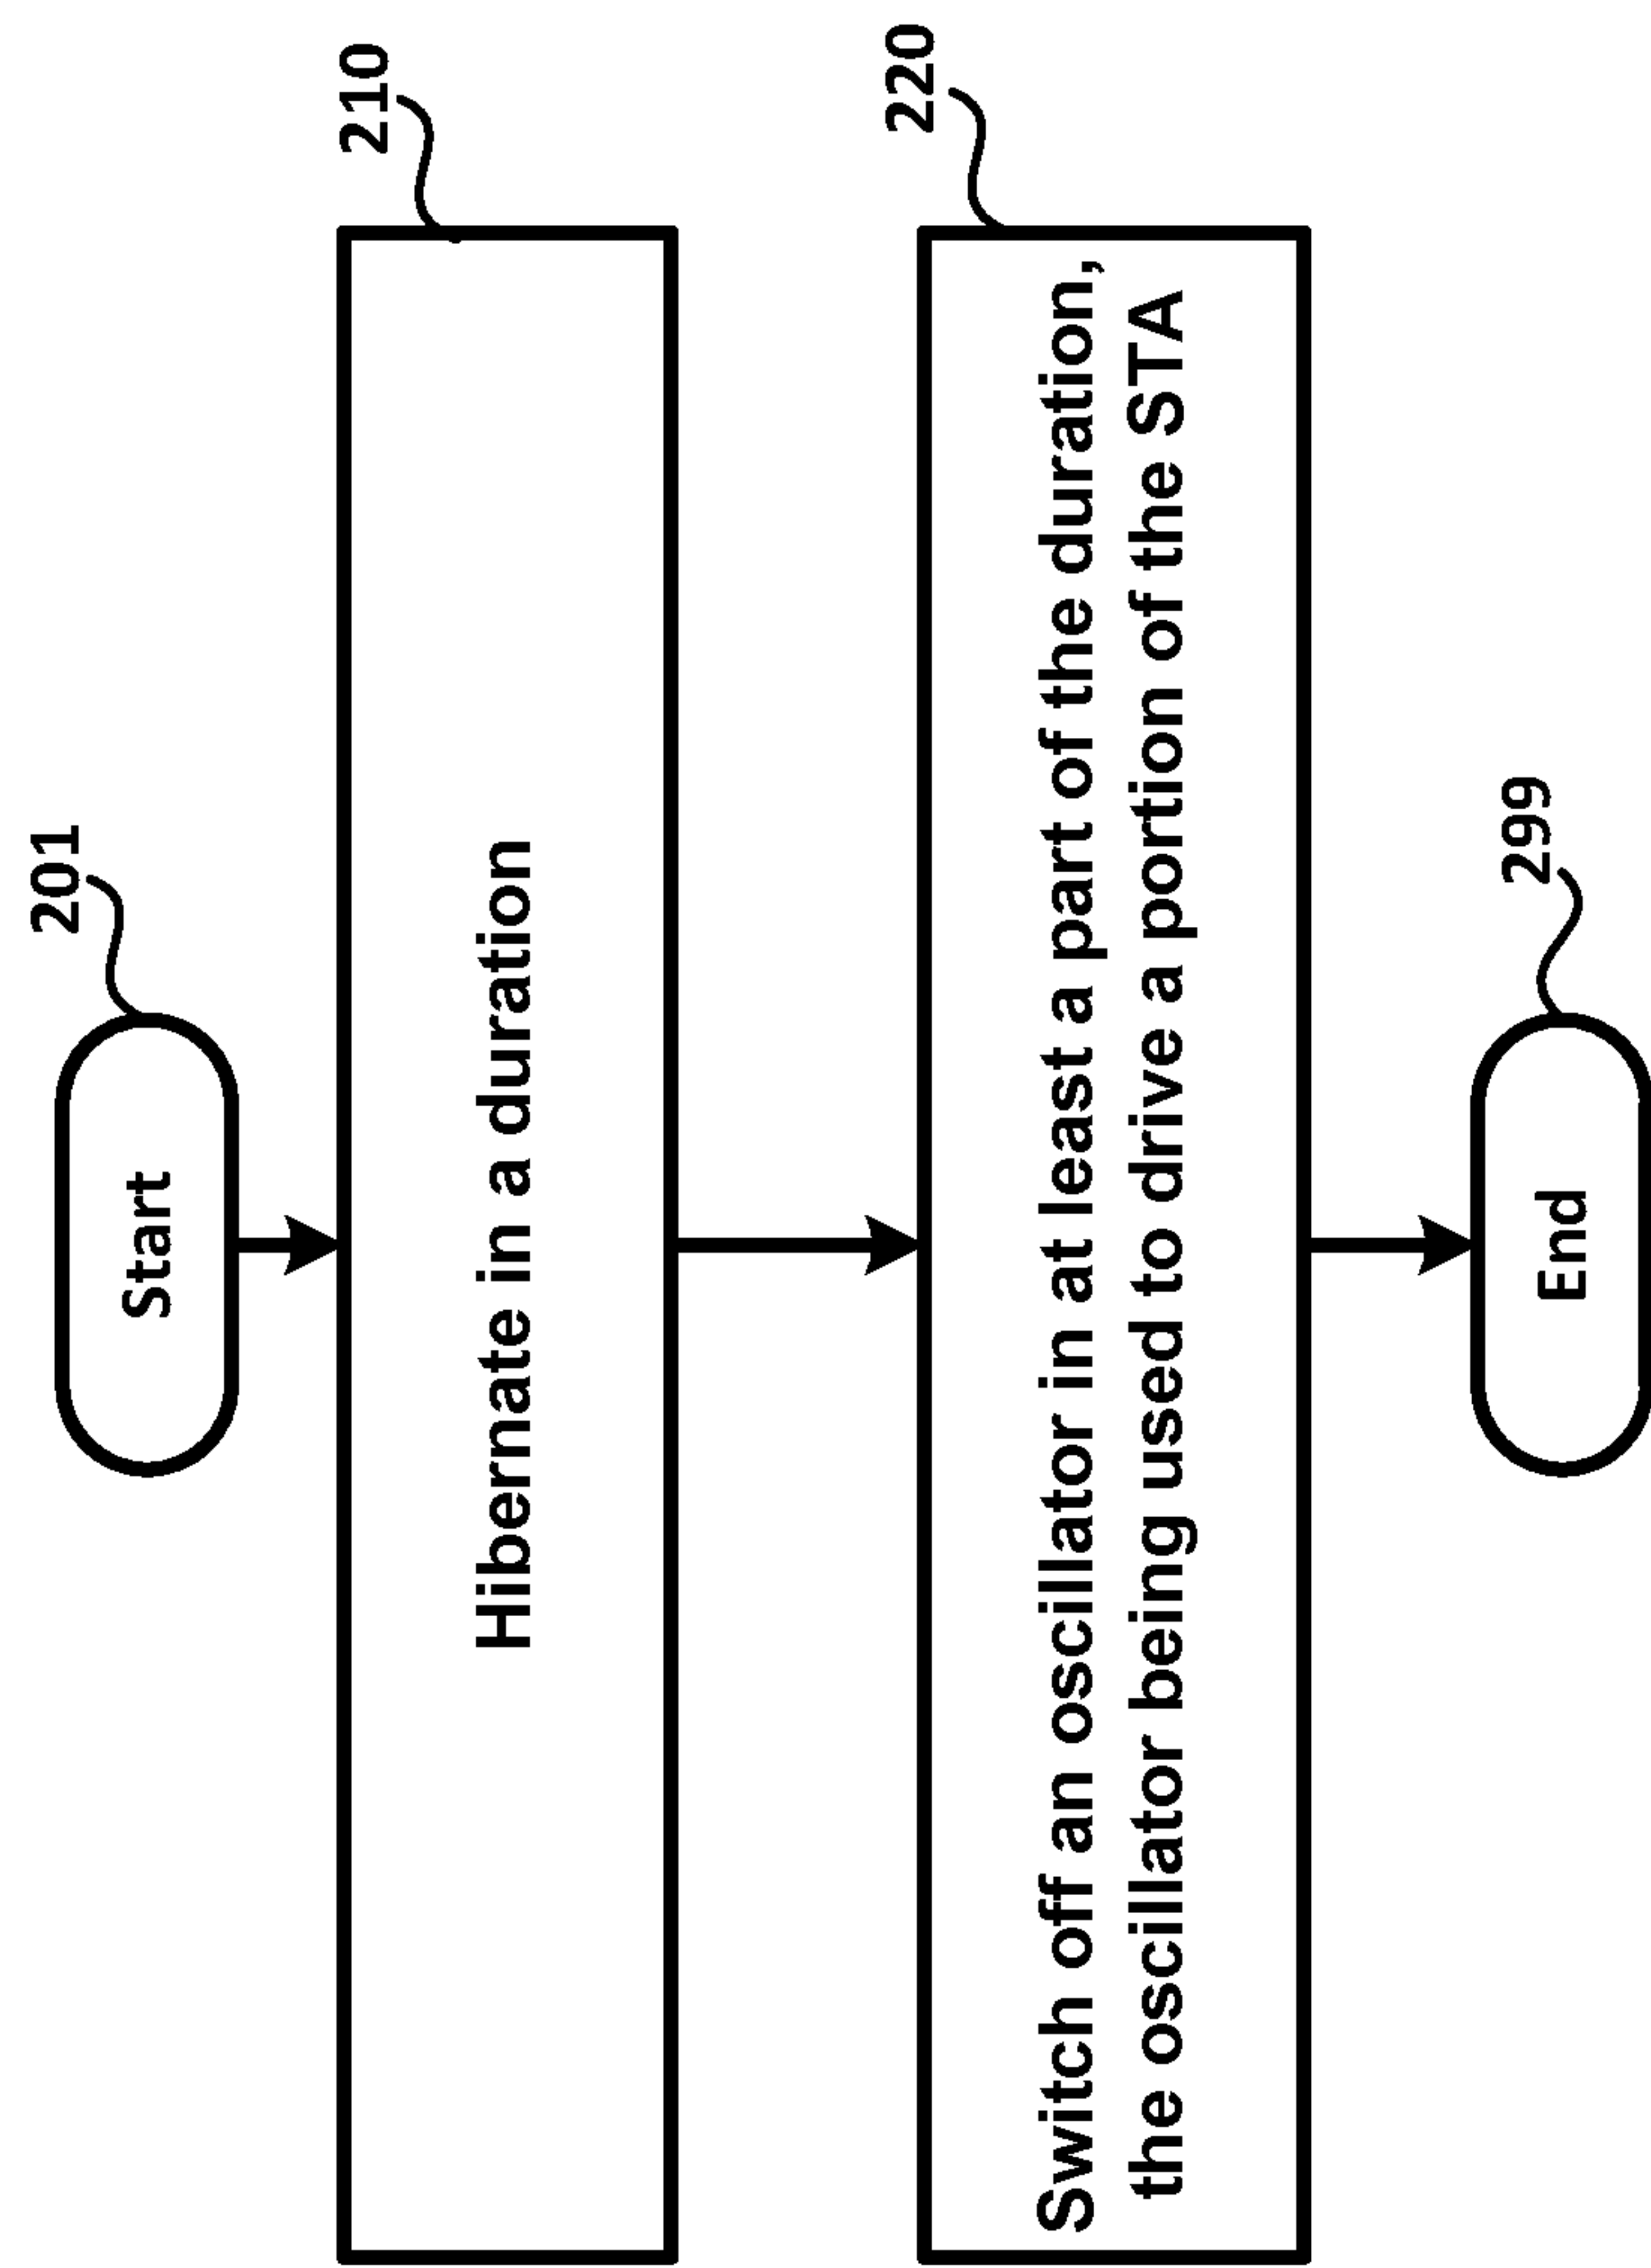 201
Start
210
Hibernate in a duration
220
Switch off an oscillator in at least a part of the duration,
the oscillator being used to drive a portion of the STA
299
End